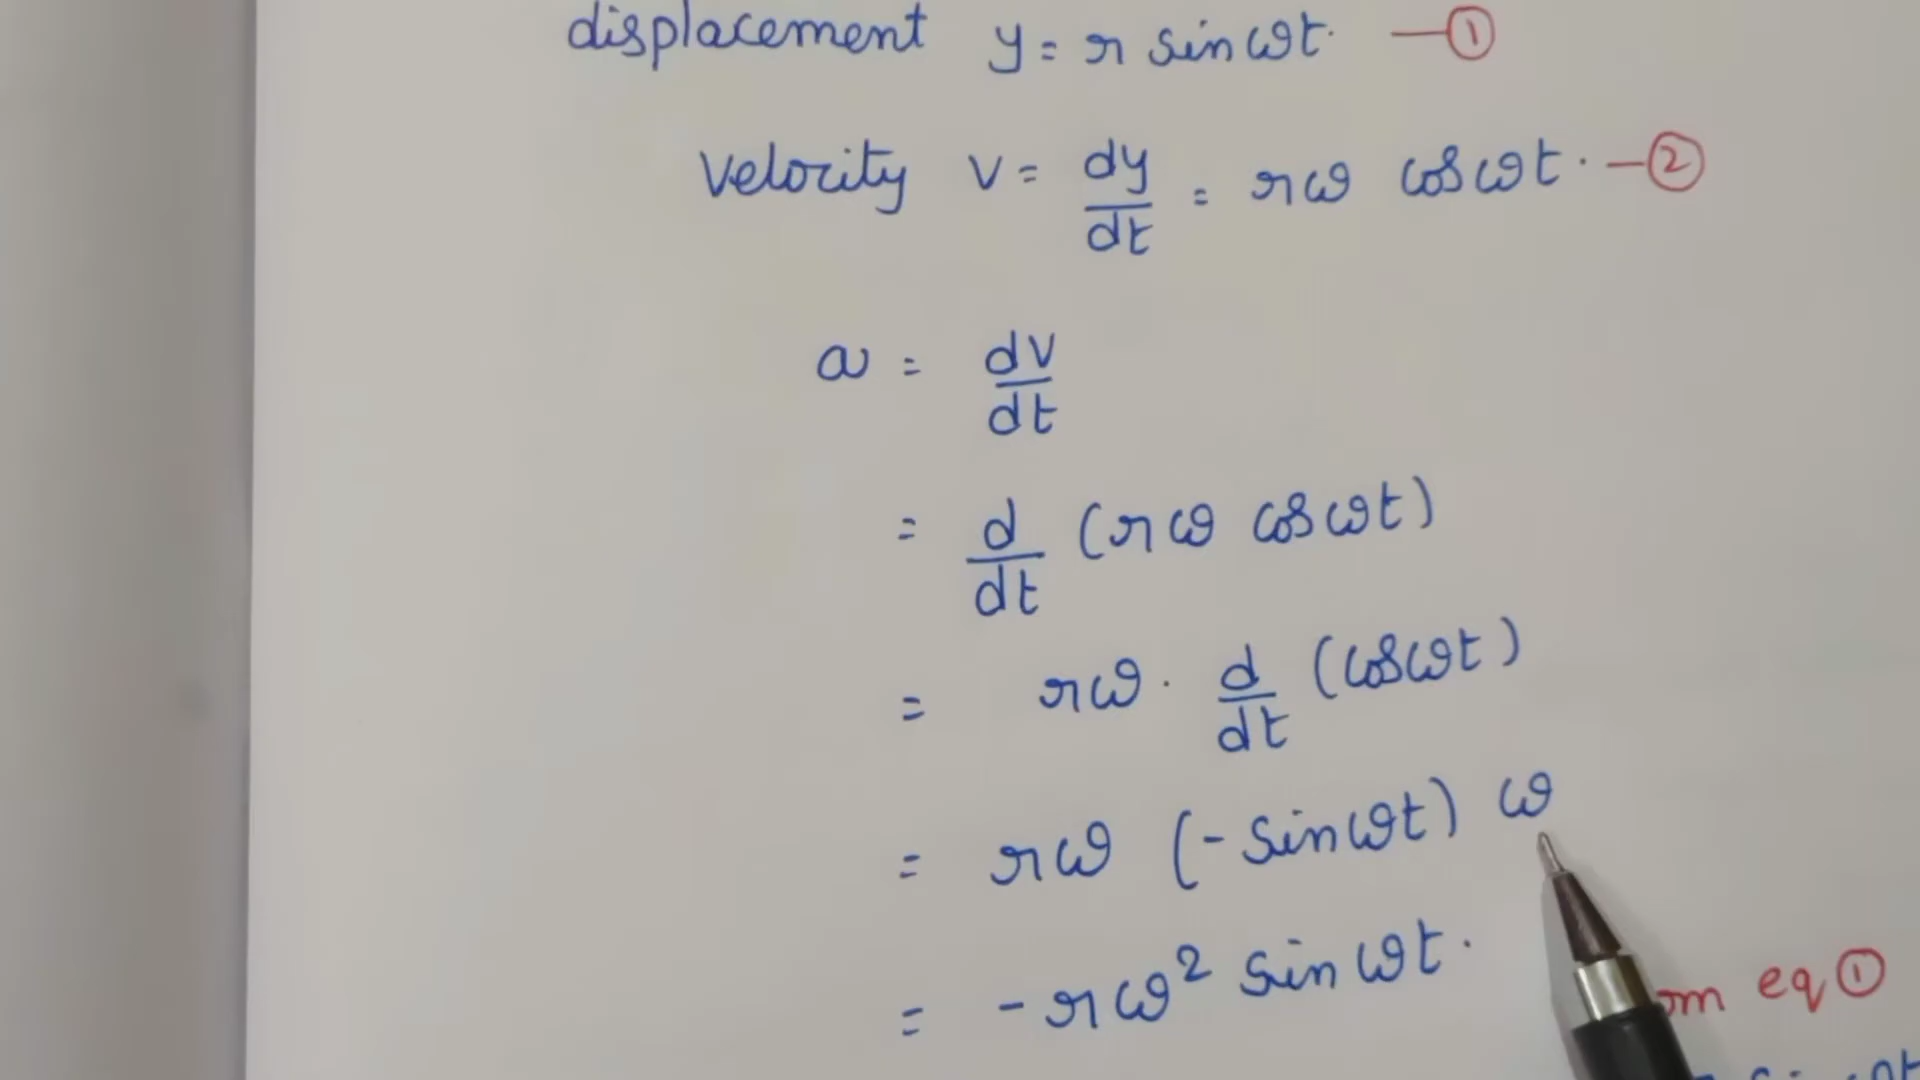 displacement y = r sin ωt. — ①
Velocity v = dy/dt = rω cos ωt. — ②
a = dv/dt
= d/dt (rω cos ωt)
= rω · d/dt (cos ωt)
= rω (- sin ωt) ω
= - rω² sin ωt.
eq ①